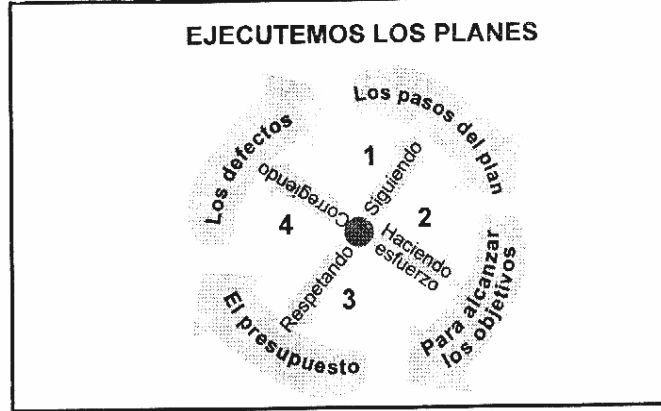 EJECUTEMOS LOS PLANES
1
Siguiendo
Los pasos del plan
2
Haciendo
esfuerzo
Para alcanzar
los objetivos
3
Respetando
El presupuesto
4
Corregiendo
Los defectos